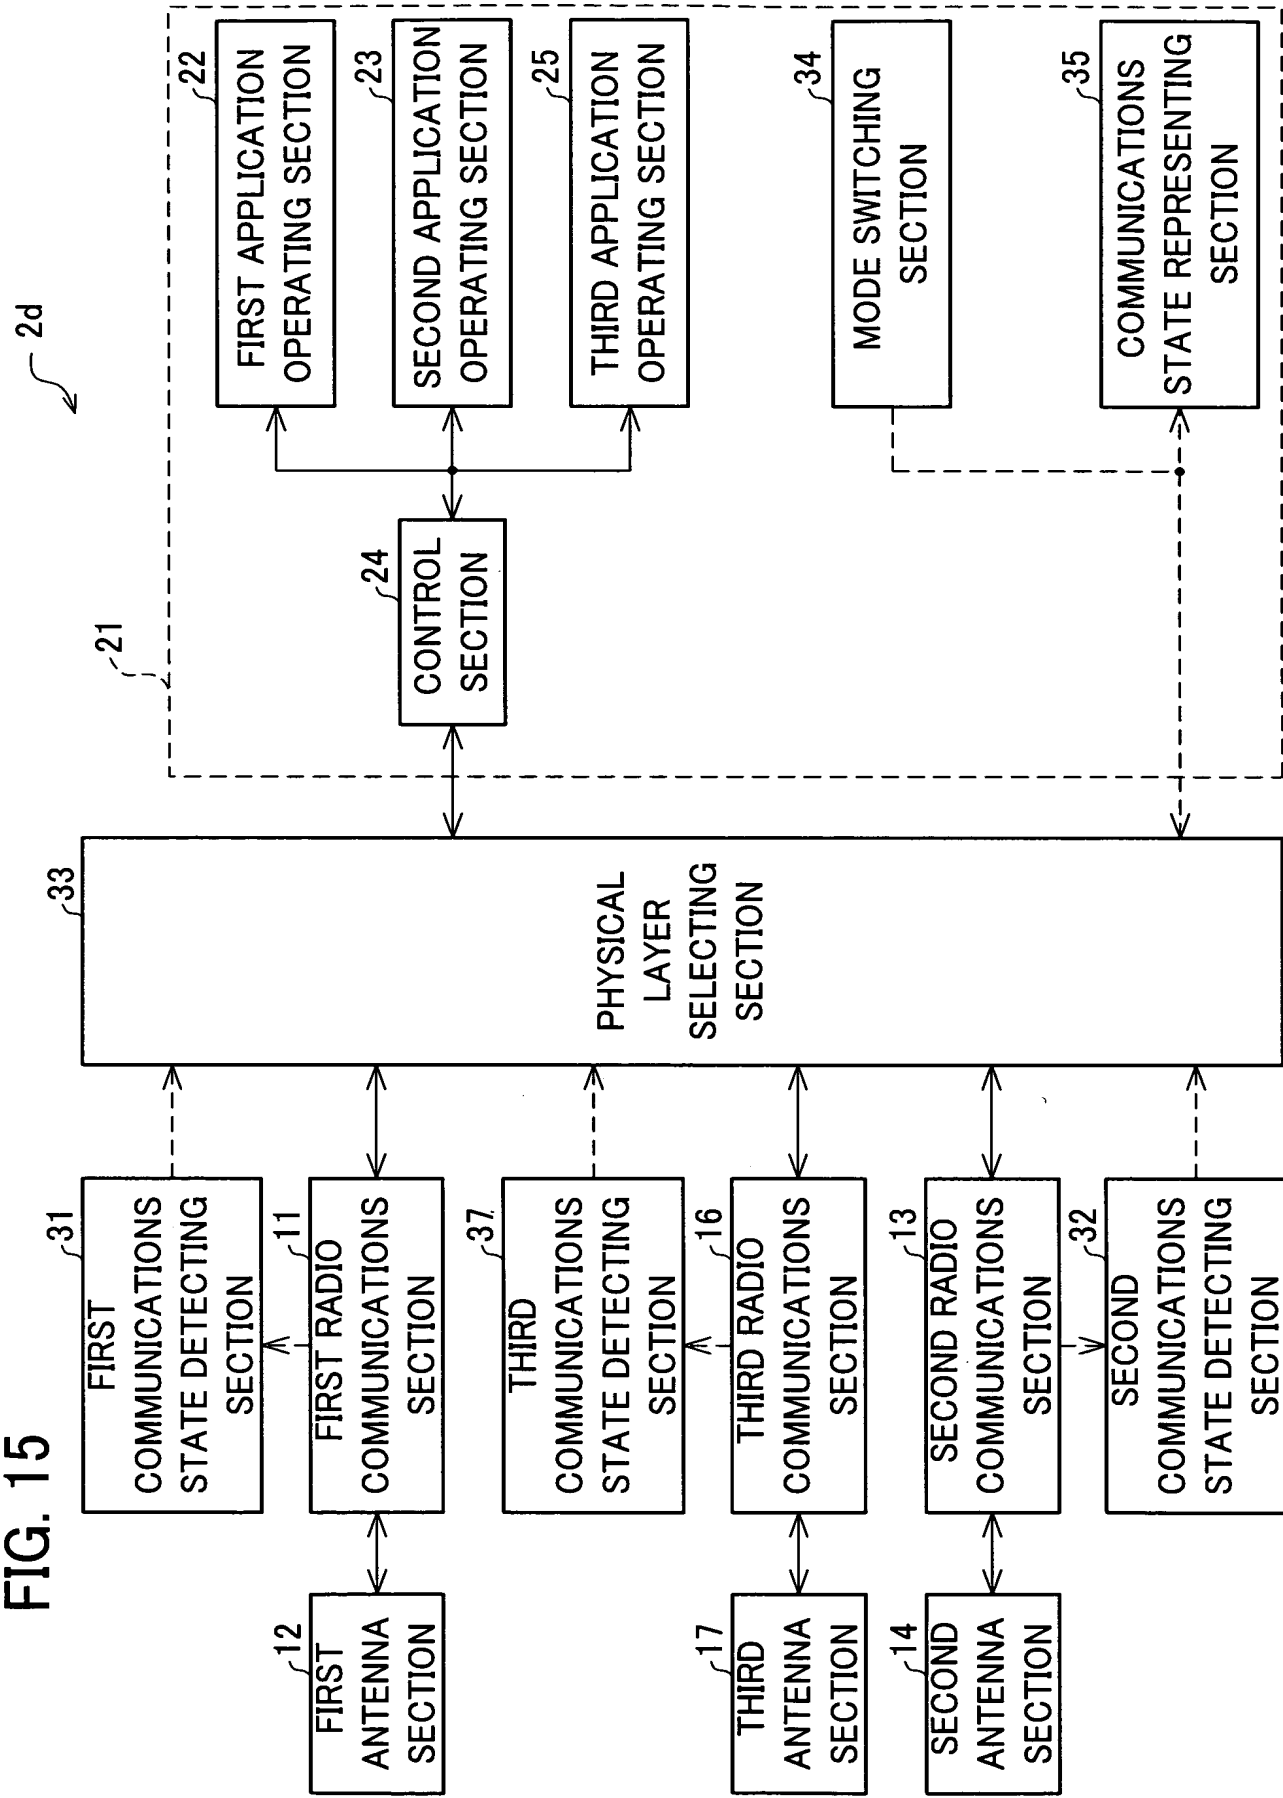 FIG. 15
2d
12
FIRST
ANTENNA
SECTION
17
THIRD
ANTENNA
SECTION
14
SECOND
ANTENNA
SECTION
31
FIRST
COMMUNICATIONS
STATE DETECTING
SECTION
11
FIRST RADIO
COMMUNICATIONS
SECTION
37
THIRD
COMMUNICATIONS
STATE DETECTING
SECTION
16
THIRD RADIO
COMMUNICATIONS
SECTION
13
SECOND RADIO
COMMUNICATIONS
SECTION
32
SECOND
COMMUNICATIONS
STATE DETECTING
SECTION
33
PHYSICAL
LAYER
SELECTING
SECTION
21
24
CONTROL
SECTION
22
FIRST APPLICATION
OPERATING SECTION
23
SECOND APPLICATION
OPERATING SECTION
25
THIRD APPLICATION
OPERATING SECTION
34
MODE SWITCHING
SECTION
35
COMMUNICATIONS
STATE REPRESENTING
SECTION